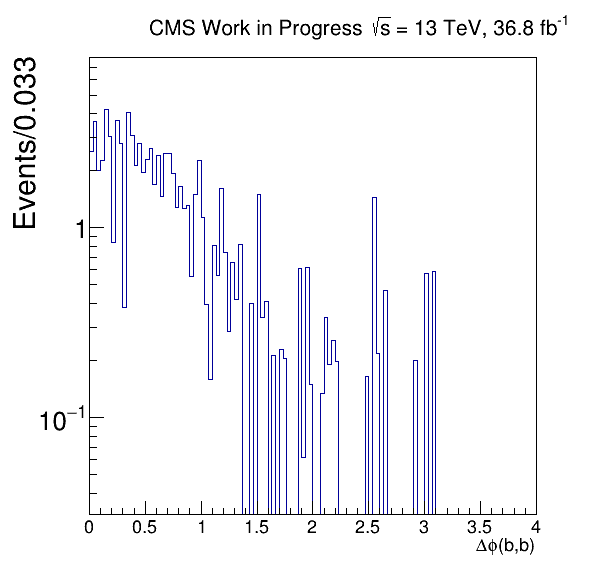 CMS Work in Progress √s = 13 TeV, 36.8 fb⁻¹
Events/0.033
1
10⁻¹
0 0.5 1 1.5 2 2.5 3 3.5 4
Δϕ(b,b)